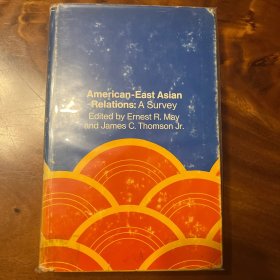 American-East Asian
Relations: A Survey
Edited by Ernest R. May
and James C. Thomson Jr.